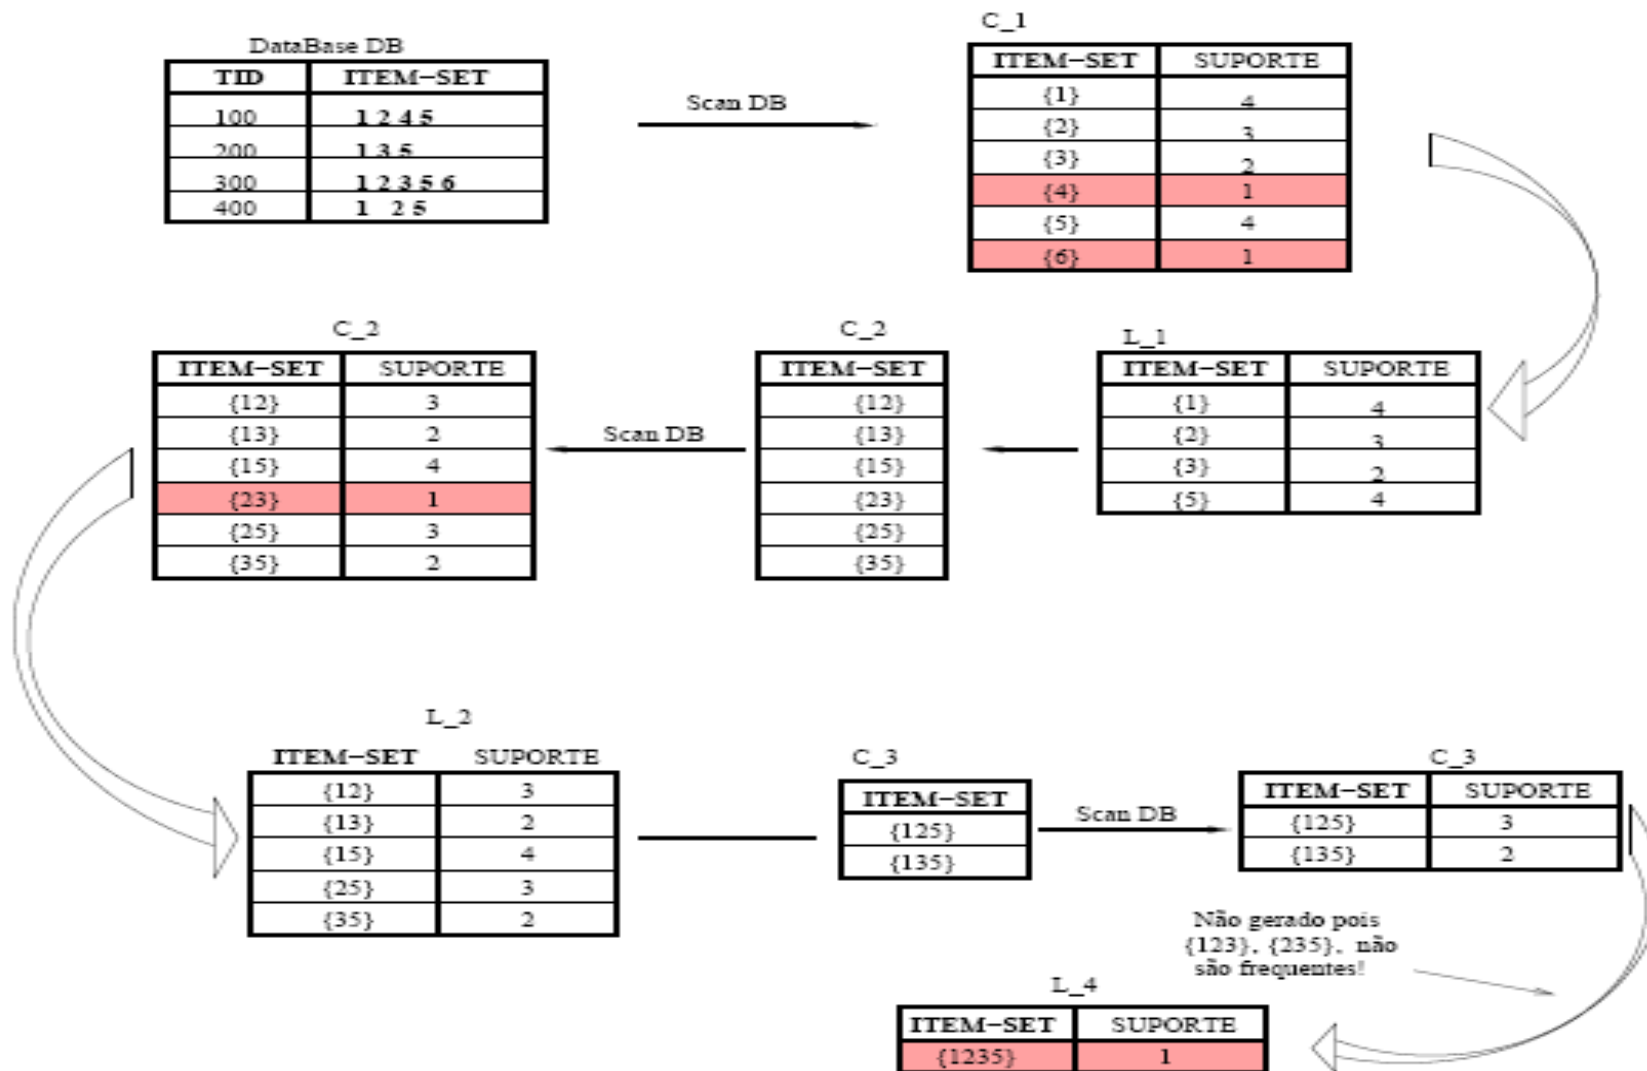 DataBase DB
TID ITEM-SET
100 1 2 4 5
200 1 3 5
300 1 2 3 5 6
400 1 2 5
Scan DB
C_1
ITEM-SET SUPORTE
{1} 4
{2} 3
{3} 2
{4} 1
{5} 4
{6} 1
C_2
ITEM-SET SUPORTE
{12} 3
{13} 2
{15} 4
{23} 1
{25} 3
{35} 2
Scan DB
C_2
ITEM-SET
{12}
{13}
{15}
{23}
{25}
{35}
L_1
ITEM-SET SUPORTE
{1} 4
{2} 3
{3} 2
{5} 4
L_2
ITEM-SET SUPORTE
{12} 3
{13} 2
{15} 4
{25} 3
{35} 2
C_3
ITEM-SET
{125}
{135}
Scan DB
C_3
ITEM-SET SUPORTE
{125} 3
{135} 2
Não gerado pois
{123}, {235}, não
são frequentes!
L_4
ITEM-SET SUPORTE
{1235} 1